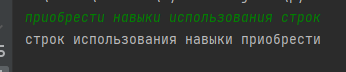 приобрести навыки использования строк
строк использования навыки приобрести